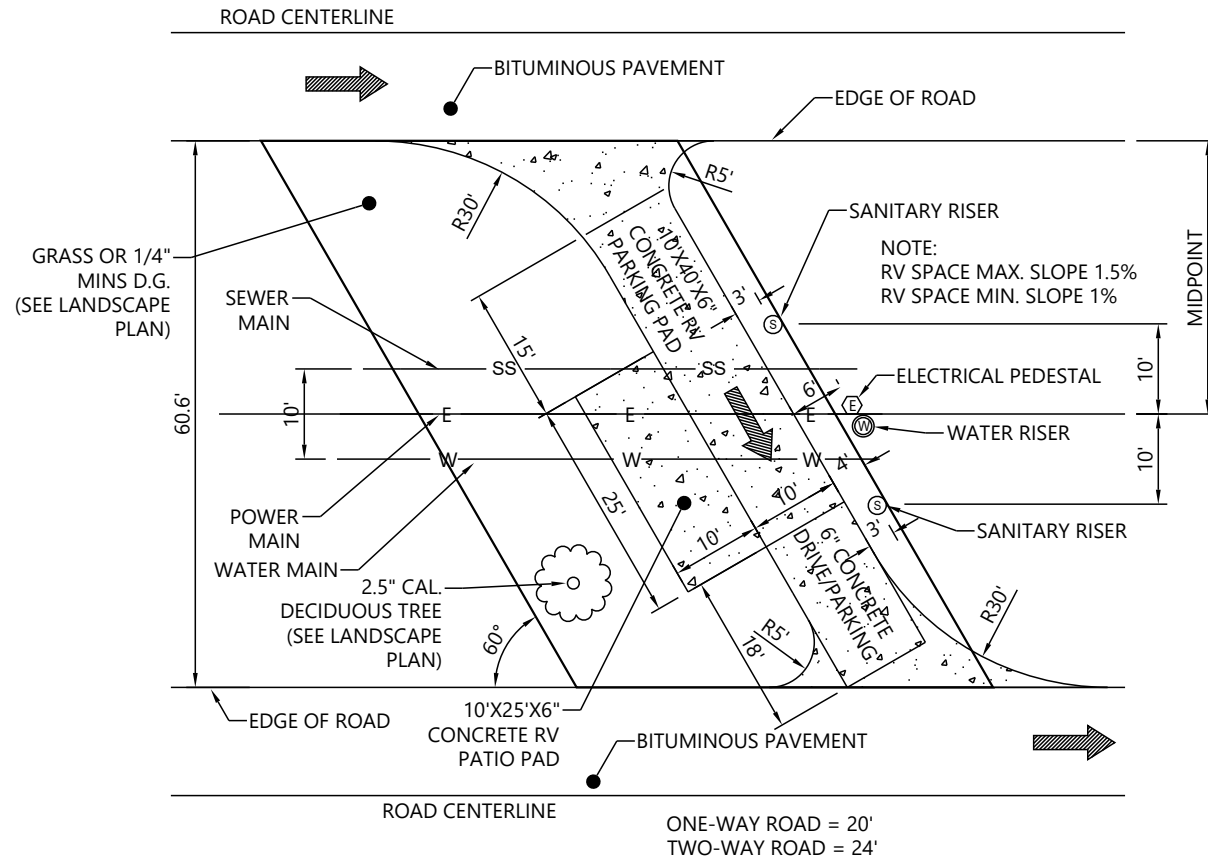 ROAD CENTERLINE
BITUMINOUS PAVEMENT
EDGE OF ROAD
R5'
R30'
SANITARY RISER
GRASS OR 1/4"
MINS D.G.
(SEE LANDSCAPE
PLAN)
NOTE:
RV SPACE MAX. SLOPE 1.5%
RV SPACE MIN. SLOPE 1%
MIDPOINT
10'X40'X6"
CONCRETE RV
PARKING PAD
3'
S
SEWER
MAIN
15'
SS
SS
10'
ELECTRICAL PEDESTAL
6'
E
60.6'
10'
E
E
E
W
WATER RISER
W
W
W
4'
10'
25'
POWER
MAIN
10'
10'
S
SANITARY RISER
WATER MAIN
3'
6" CONCRETE
DRIVE/PARKING
2.5" CAL.
DECIDUOUS TREE
(SEE LANDSCAPE
PLAN)
60°
R5'
18'
R30'
EDGE OF ROAD
10'X25'X6"
CONCRETE RV
PATIO PAD
BITUMINOUS PAVEMENT
ROAD CENTERLINE
ONE-WAY ROAD = 20'
TWO-WAY ROAD = 24'